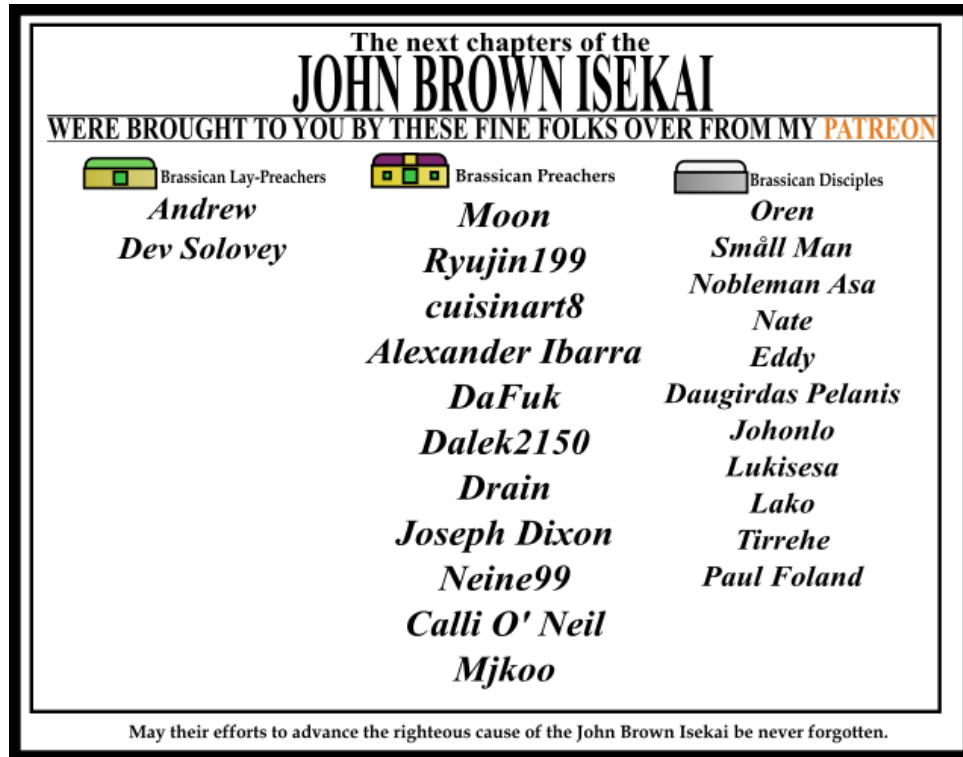 The next chapters of the
JOHN BROWN ISEKAI
WERE BROUGHT TO YOU BY THESE FINE FOLKS OVER FROM MY PATREON
Brassican Lay-Preachers
Andrew
Dev Solovey
Brassican Preachers
Moon
Ryujin199
cuisinart8
Alexander Ibarra
DaFuk
Dalek2150
Drain
Joseph Dixon
Neine99
Calli O' Neil
Mjkoo
Brassican Disciples
Oren
Småll Man
Nobleman Asa
Nate
Eddy
Daugirdas Pelanis
Johonlo
Lukisesa
Lako
Tirrehe
Paul Foland
May their efforts to advance the righteous cause of the John Brown Isekai be never forgotten.